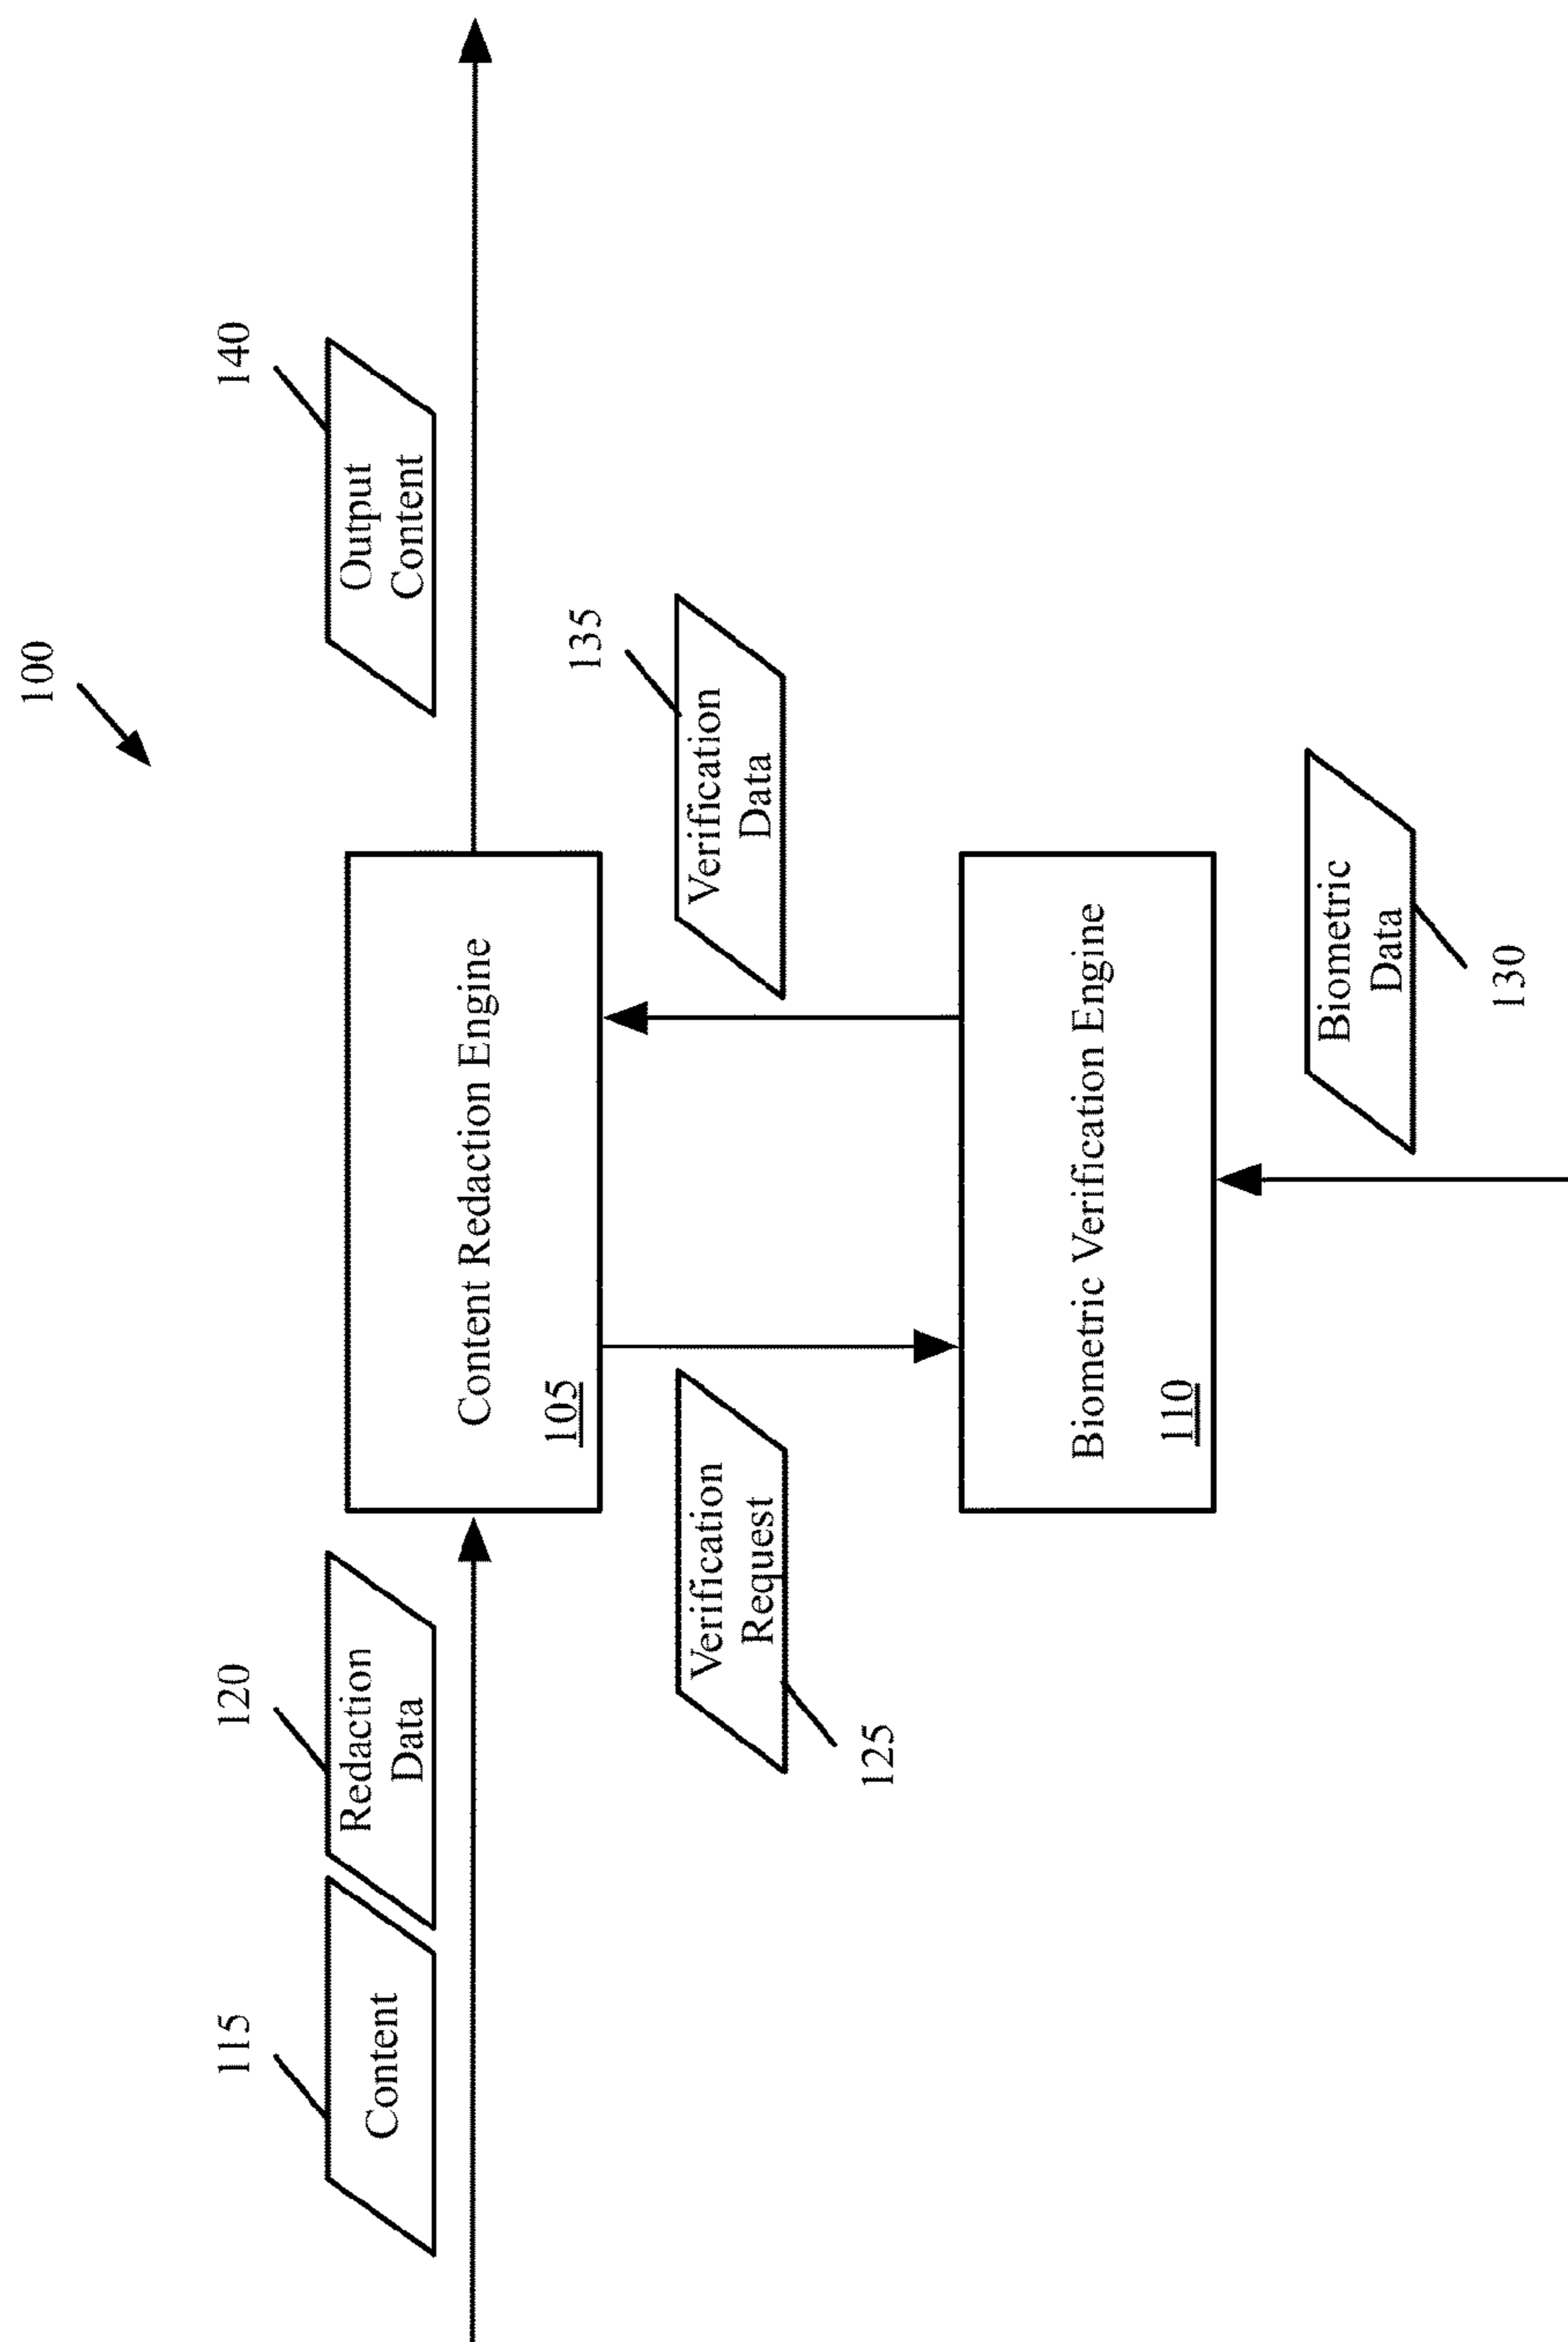 100
115
120
140
Content
Redaction
Data
Output
Content
Content Redaction Engine
105
125
Verification
Request
135
Verification
Data
Biometric Verification Engine
110
Biometric
Data
130